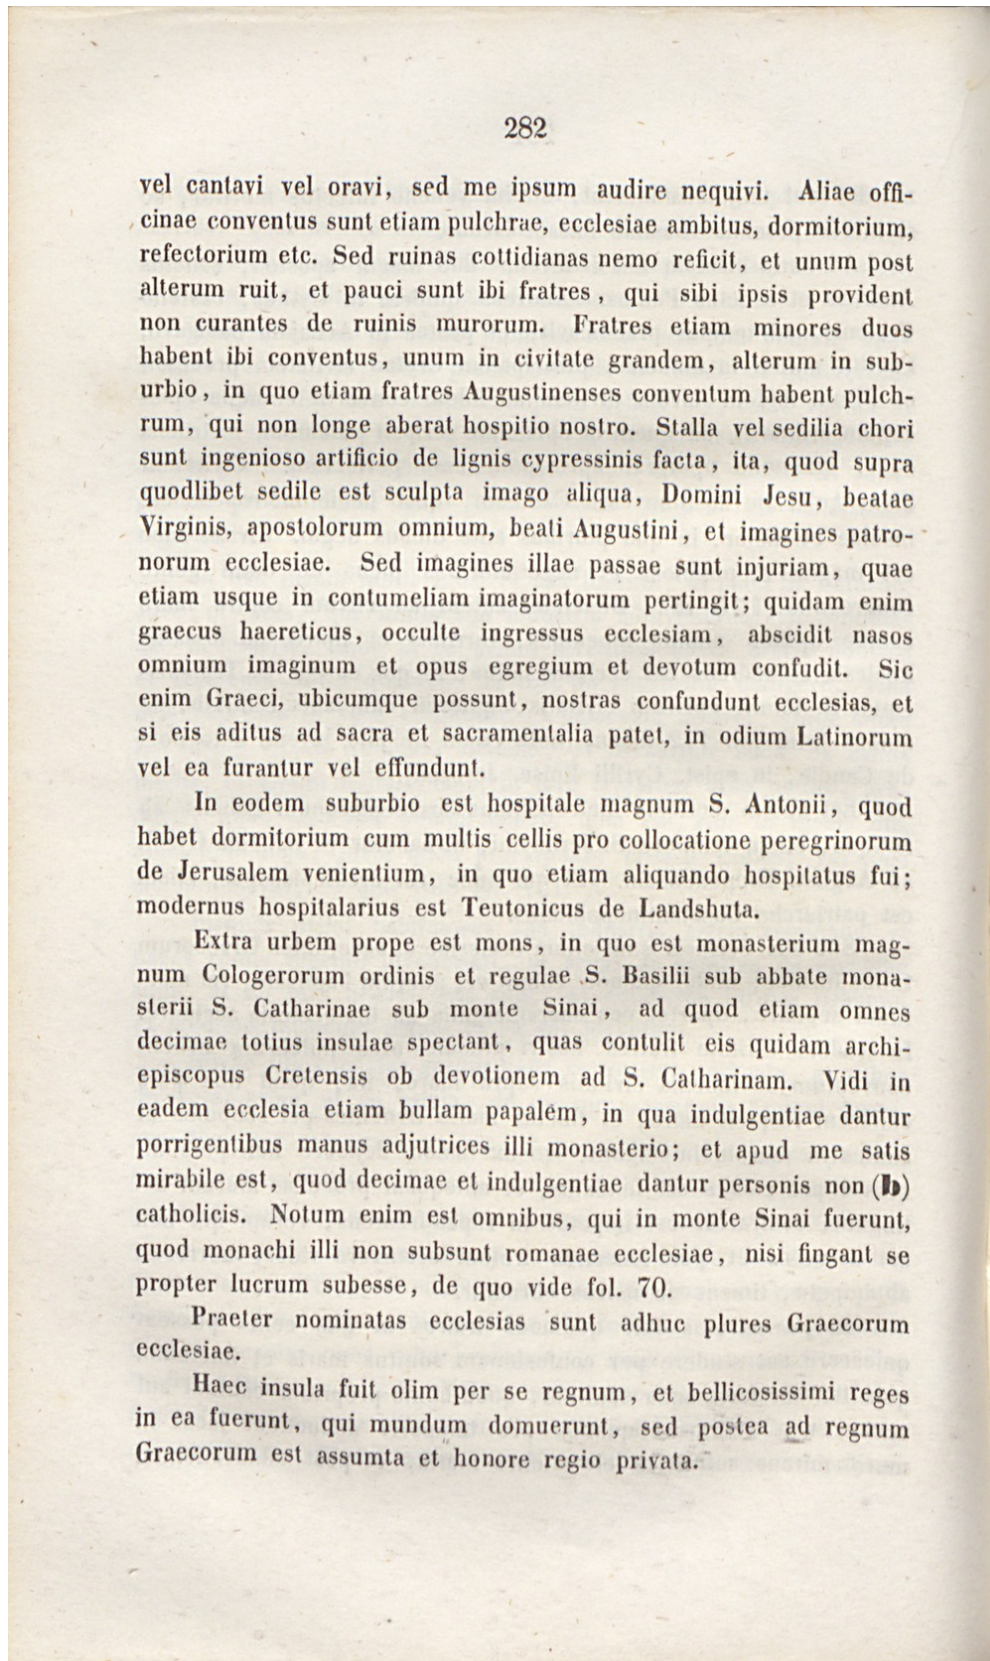 282
vel cantavi vel oravi, sed me ipsum audire nequivi. Aliae offi-
cinae conventus sunt etiam pulchrae, ecclesiae ambitus, dormitorium,
refectorium etc. Sed ruinas cottidianas nemo reficit, et unum post
alterum ruit, et pauci sunt ibi fratres, qui sibi ipsis provident
non curantes de ruinis murorum. Fratres etiam minores duos
habent ibi conventus, unum in civitate grandem, alterum in sub-
urbio, in quo etiam fratres Augustinenses conventum habent pulch-
rum, qui non longe aberat hospitio nostro. Stalla vel sedilia chori
sunt ingenioso artificio de lignis cypressinis facta, ita, quod supra
quodlibet sedile est sculpta imago aliqua, Domini Jesu, beatae
Virginis, apostolorum omnium, beati Augustini, et imagines patro-
norum ecclesiae. Sed imagines illae passae sunt injuriam, quae
etiam usque in contumeliam imaginatorum pertingit; quidam enim
graecus haereticus, occulte ingressus ecclesiam, abscidit nasos
omnium imaginum et opus egregium et devotum confudit. Sic
enim Graeci, ubicumque possunt, nostras confundunt ecclesias, et
si eis aditus ad sacra et sacramentalia patet, in odium Latinorum
vel ea furantur vel effundunt.
In eodem suburbio est hospitale magnum S. Antonii, quod
habet dormitorium cum multis cellis pro collocatione peregrinorum
de Jerusalem venientium, in quo etiam aliquando hospitatus fui;
modernus hospitalarius est Teutonicus de Landshuta.
Extra urbem prope est mons, in quo est monasterium mag-
num Cologerorum ordinis et regulae S. Basilii sub abbate mona-
sterii S. Catharinae sub monte Sinai, ad quod etiam omnes
decimae totius insulae spectant, quas contulit eis quidam archi-
episcopus Cretensis ob devotionem ad S. Catharinam. Vidi in
eadem ecclesia etiam bullam papalem, in qua indulgentiae dantur
porrigentibus manus adjutrices illi monasterio; et apud me satis
mirabile est, quod decimae et indulgentiae dantur personis non (b)
catholicis. Notum enim est omnibus, qui in monte Sinai fuerunt,
quod monachi illi non subsunt romanae ecclesiae, nisi fingant se
propter lucrum subesse, de quo vide fol. 70.
Praeter nominatas ecclesias sunt adhuc plures Graecorum
ecclesiae.
Haec insula fuit olim per se regnum, et bellicosissimi reges
in ea fuerunt, qui mundum domuerunt, sed postea ad regnum
Graecorum est assumta et honore regio privata.